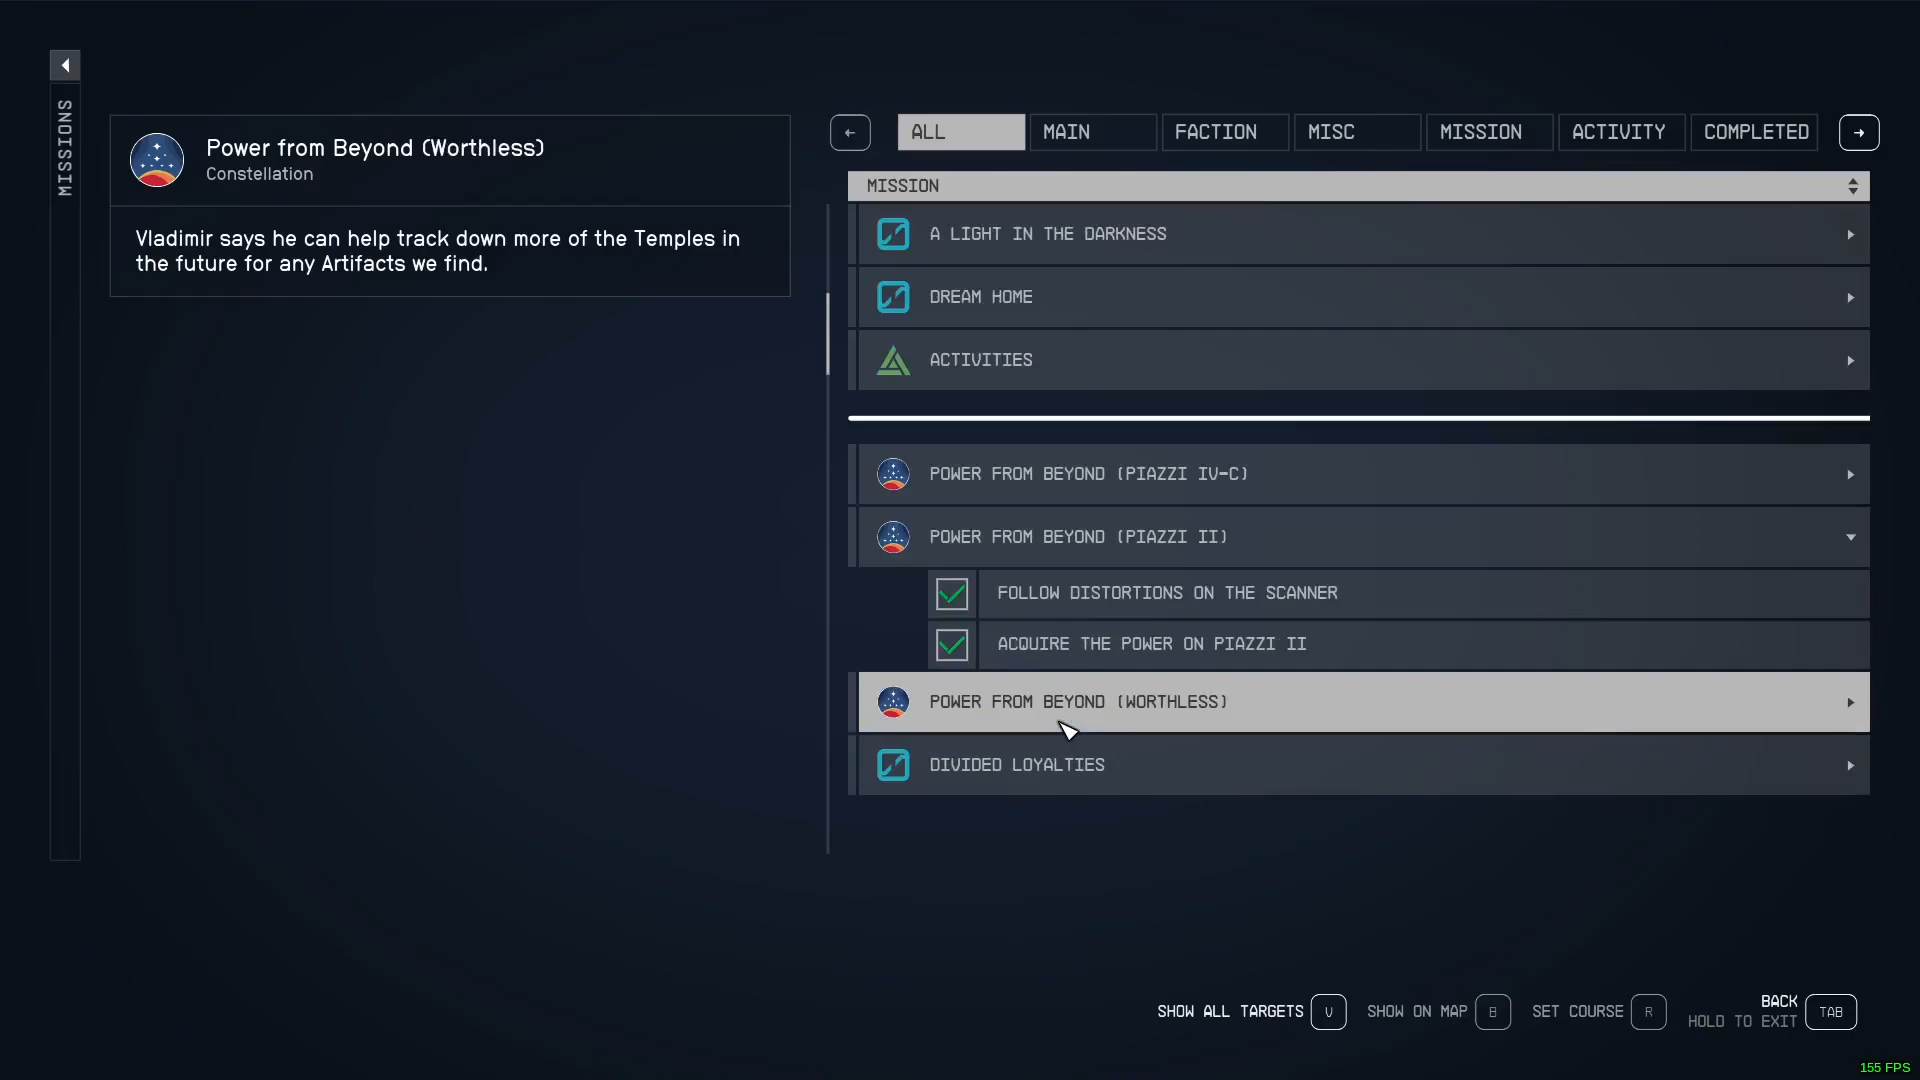 MISSIONS
Power from Beyond (Worthless)
Constellation
Vladimir says he can help track down more of the Temples in
the future for any Artifacts we find.
ALL
MAIN
FACTION
MISC
MISSION
ACTIVITY
COMPLETED
MISSION
A LIGHT IN THE DARKNESS
DREAM HOME
ACTIVITIES
POWER FROM BEYOND (PIAZZI IV-C)
POWER FROM BEYOND (PIAZZI II)
FOLLOW DISTORTIONS ON THE SCANNER
ACQUIRE THE POWER ON PIAZZI II
POWER FROM BEYOND (WORTHLESS)
DIVIDED LOYALTIES
SHOW ALL TARGETS V
SHOW ON MAP B
SET COURSE R
BACK
HOLD TO EXIT
TAB
155 FPS